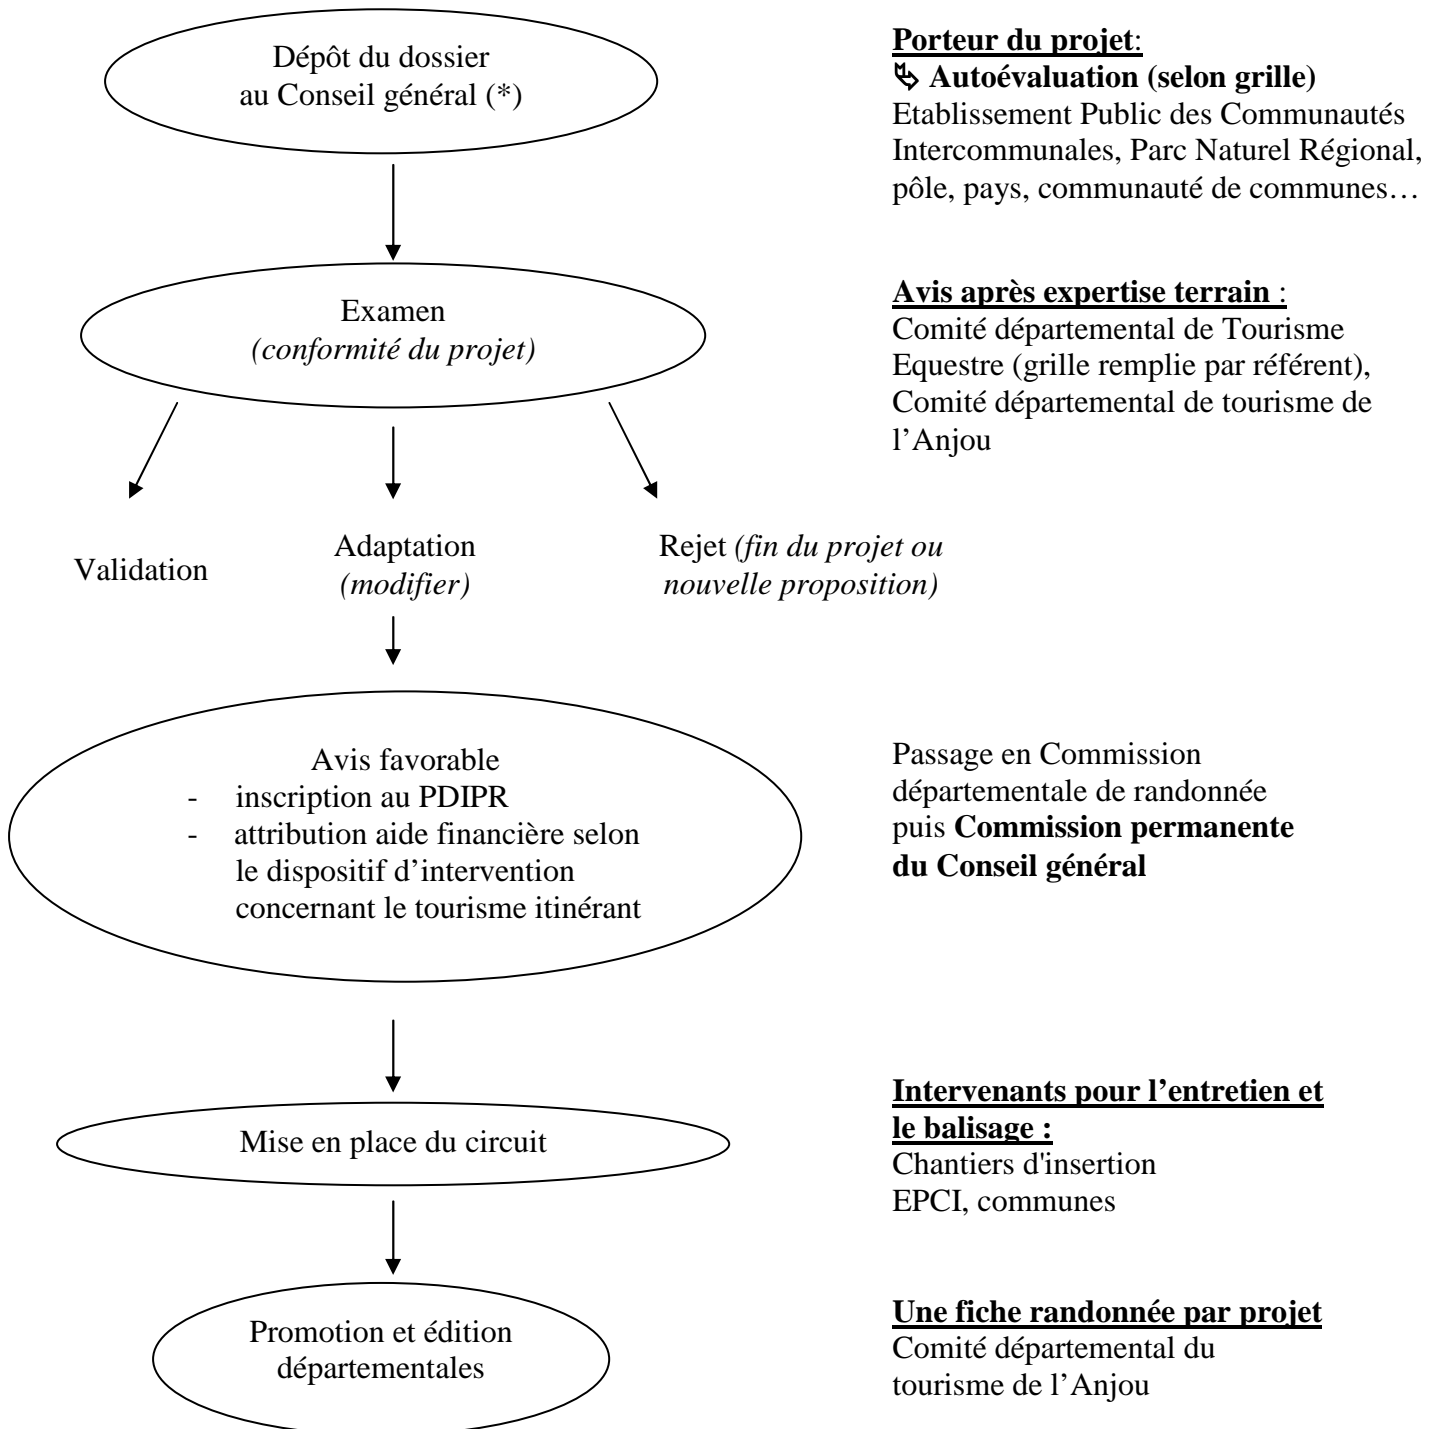 Dépôt du dossier
au Conseil général (*)
Porteur du projet:
↳ Autoévaluation (selon grille)
Etablissement Public des Communautés
Intercommunales, Parc Naturel Régional,
pôle, pays, communauté de communes…
Examen
(conformité du projet)
Avis après expertise terrain :
Comité départemental de Tourisme
Equestre (grille remplie par référent),
Comité départemental de tourisme de
l’Anjou
Validation
Adaptation
(modifier)
Rejet (fin du projet ou
nouvelle proposition)
Avis favorable
- inscription au PDIPR
- attribution aide financière selon
le dispositif d’intervention
concernant le tourisme itinérant
Passage en Commission
départementale de randonnée
puis Commission permanente
du Conseil général
Mise en place du circuit
Intervenants pour l’entretien et
le balisage :
Chantiers d'insertion
EPCI, communes
Promotion et édition
départementales
Une fiche randonnée par projet
Comité départemental du
tourisme de l’Anjou